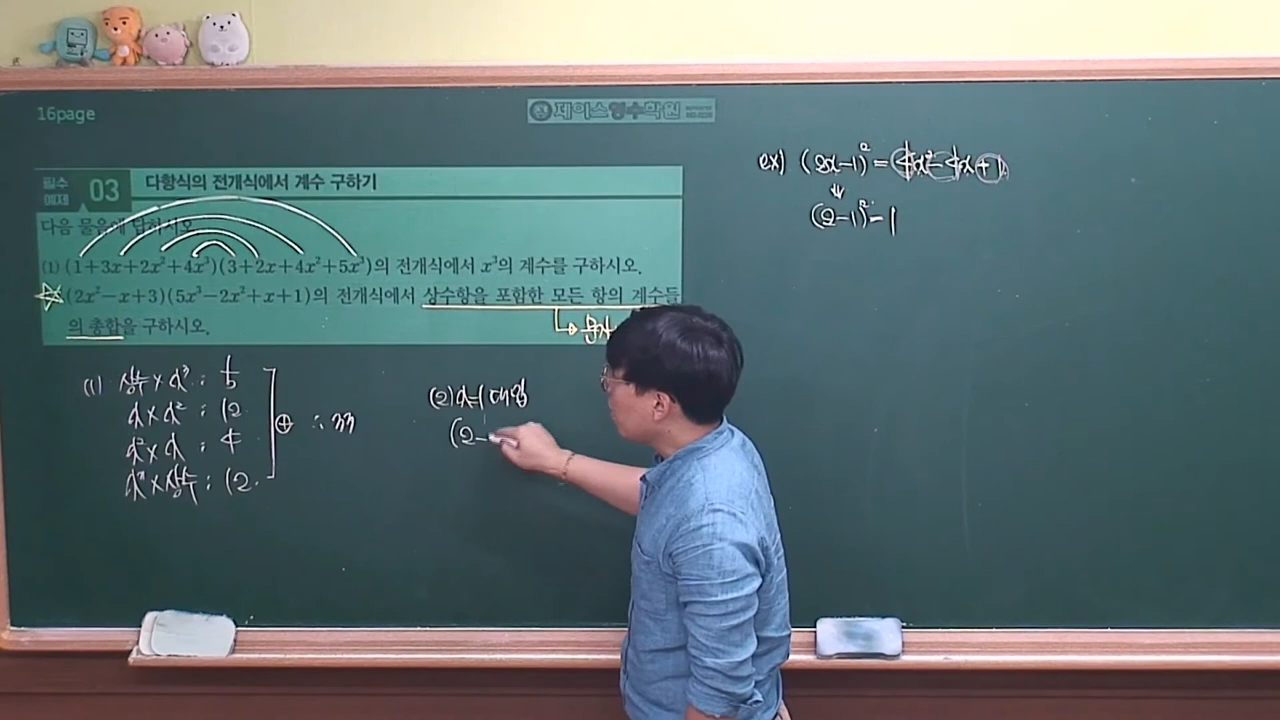 16page
제이스영수학원
필수 예제 03 다항식의 전개식에서 계수 구하기
다음 물음에 답하시오.
(1) (1+3x+2x²+4x³)(3+2x+4x²+5x³)의 전개식에서 x³의 계수를 구하시오.
(2x²-x+3)(5x³-2x²+x+1)의 전개식에서 상수항을 포함한 모든 항의 계수들
의 총합을 구하시오.
문자
ex) (2x-1)² = 4x²-4x+1
(2-1)² = 1
(1) 상수 × x³ : 5
x × x² : 12
x² × x : 4
x³ × 상수 : 12
⊕ ∴ 33
(2) x=1 대입
(2-